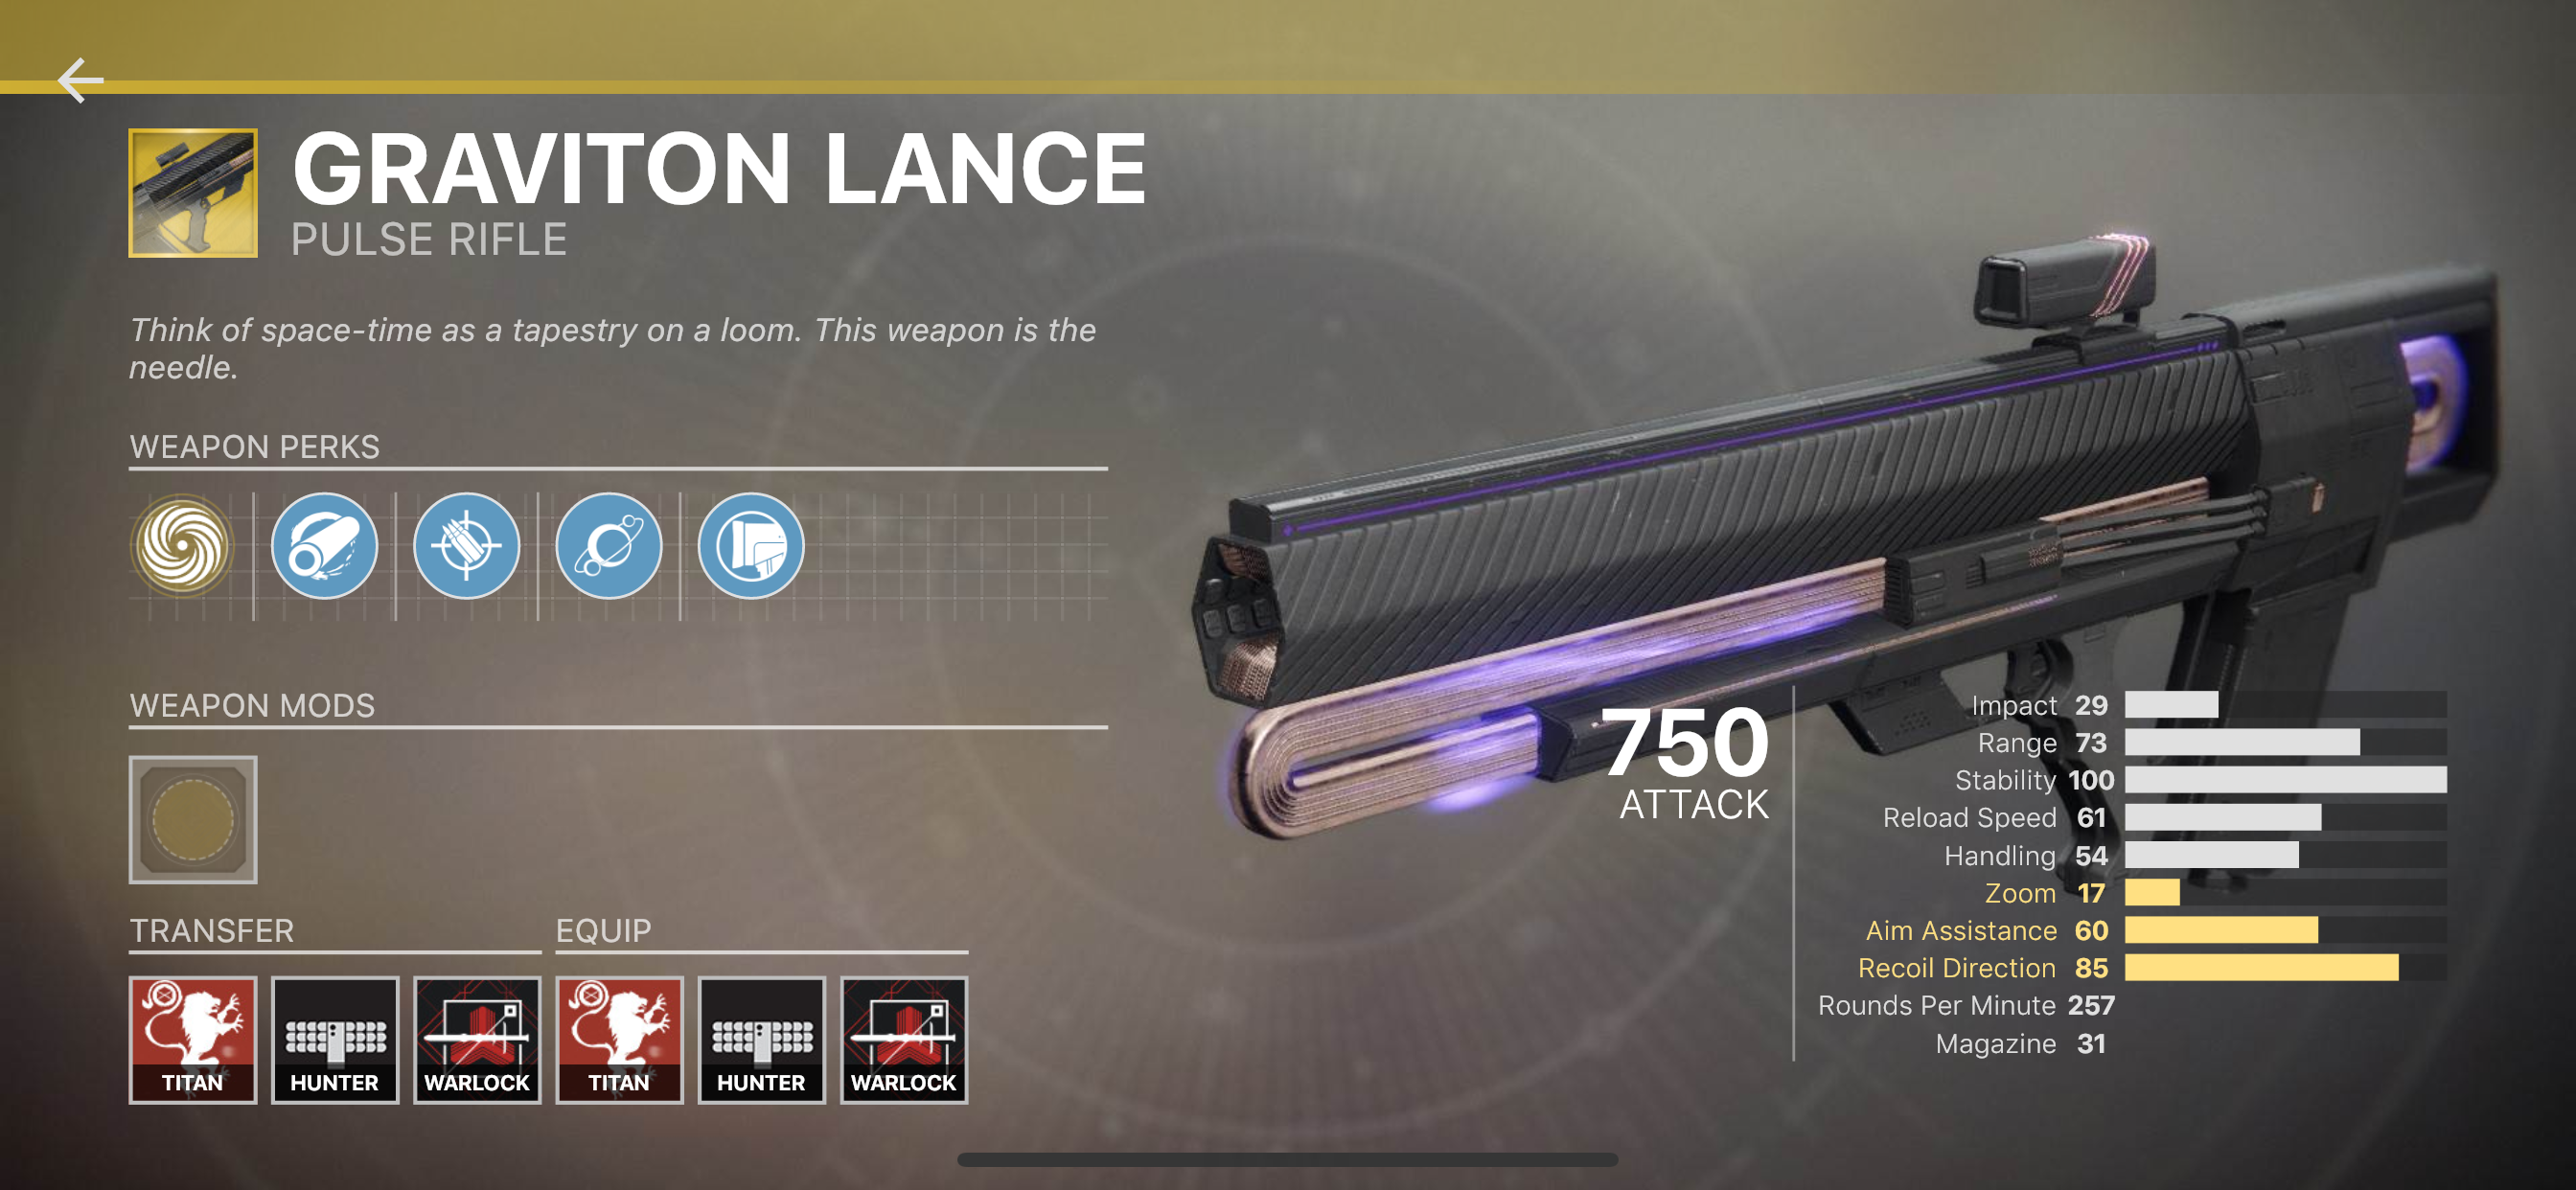 GRAVITON LANCE
PULSE RIFLE
Think of space-time as a tapestry on a loom. This weapon is the
needle.
WEAPON PERKS
WEAPON MODS
TRANSFER
EQUIP
TITAN
HUNTER
WARLOCK
TITAN
HUNTER
WARLOCK
750
ATTACK
Impact 29
Range 73
Stability 100
Reload Speed 61
Handling 54
Zoom 17
Aim Assistance 60
Recoil Direction 85
Rounds Per Minute 257
Magazine 31